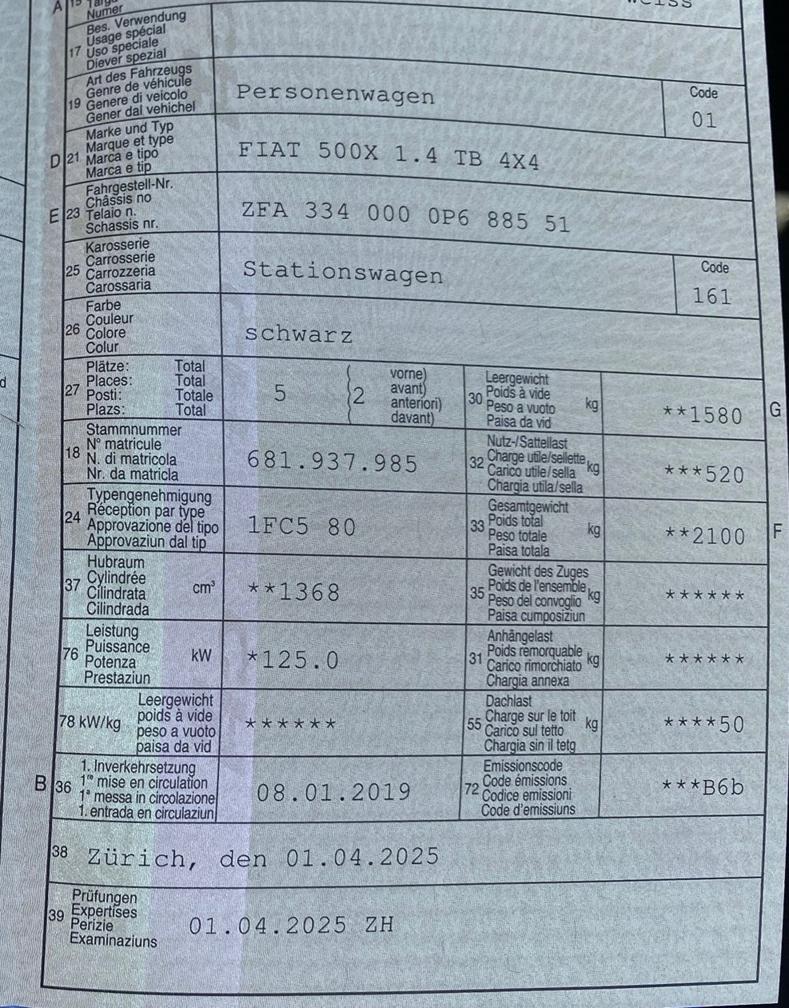 A 15 Targa
Numer weiss
17 Bes. Verwendung
Usage spécial
Uso speciale
Diever spezial
19 Art des Fahrzeugs
Genre de véhicule
Genere di veicolo
Gener dal vehichel
Personenwagen
Code
01
D 21 Marke und Typ
Marque et type
Marca e tipo
Marca e tip
FIAT 500X 1.4 TB 4X4
E 23 Fahrgestell-Nr.
Châssis no
Telaio n.
Schassis nr.
ZFA 334 000 0P6 885 51
25 Karosserie
Carrosserie
Carrozzeria
Carossaria
Stationswagen
Code
161
26 Farbe
Couleur
Colore
Colur
schwarz
27 Plätze: Total
Places: Total
Posti: Totale
Plazs: Total
5 (2 vorne)
avant)
anteriori)
davant)
30 Leergewicht
Poids à vide
Peso a vuoto
Paisa da vid
kg **1580 G
18 Stammnummer
N° matricule
N. di matricola
Nr. da matricla
681.937.985
32 Nutz-/Sattellast
Charge utile/sellette
Carico utile/sella
Chargia utila/sella
kg ***520
24 Typengenehmigung
Réception par type
Approvazione del tipo
Approvaziun dal tip
1FC5 80
33 Gesamtgewicht
Poids total
Peso totale
Paisa totala
kg **2100 F
37 Hubraum
Cylindrée
Cilindrata
Cilindrada
cm³ **1368
35 Gewicht des Zuges
Poids de l'ensemble
Peso del convoglio
Paisa cumposiziun
kg ******
76 Leistung
Puissance
Potenza
Prestaziun
kW *125.0
31 Anhängelast
Poids remorquable
Carico rimorchiato
Chargia annexa
kg ******
78 kW/kg Leergewicht
poids à vide
peso a vuoto
paisa da vid
******
55 Dachlast
Charge sur le toit
Carico sul tetto
Chargia sin il tetg
kg ****50
B 36 1. Inverkehrsetzung
1re mise en circulation
1a messa in circolazione
1. entrada en circulaziun
08.01.2019
72 Emissionscode
Code émissions
Codice emissioni
Code d'emissiuns
***B6b
38 Zürich, den 01.04.2025
39 Prüfungen
Expertises
Perizie
Examinaziuns
01.04.2025 ZH